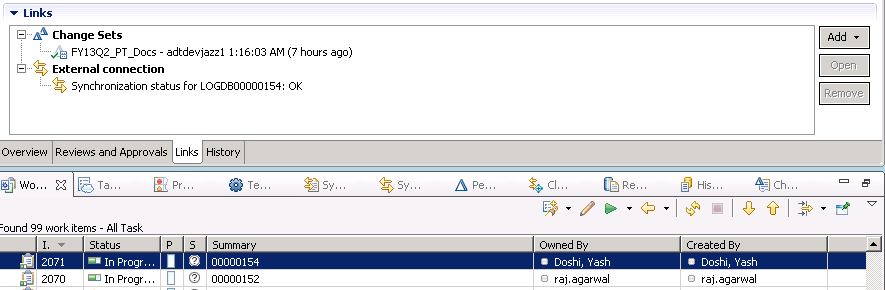 Links
Change Sets
FY13Q2_PT_Docs - adtdevjazz1 1:16:03 AM (7 hours ago)
External connection
Synchronization status for LOGDB00000154: OK
Add
Open
Remove
Overview Reviews and Approvals Links History
Wo... Ta... Pr... Te... Sy... Sy... Pe... Cl... Re... His... Ch...
Found 99 work items - All Task
I. Status P S Summary Owned By Created By
2071 In Progr... 00000154 Doshi, Yash Doshi, Yash
2070 In Progr... 00000152 raj.agarwal raj.agarwal